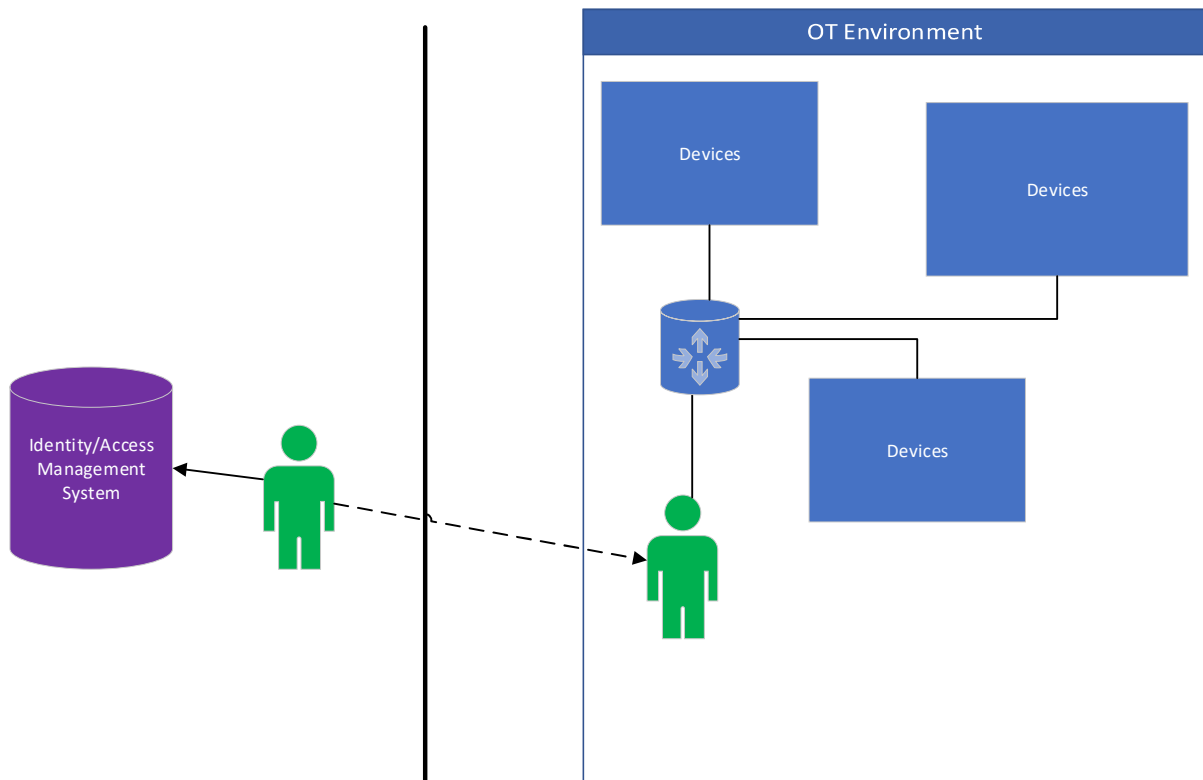 OT Environment
Devices
Devices
Identity/Access
Management
System
Devices